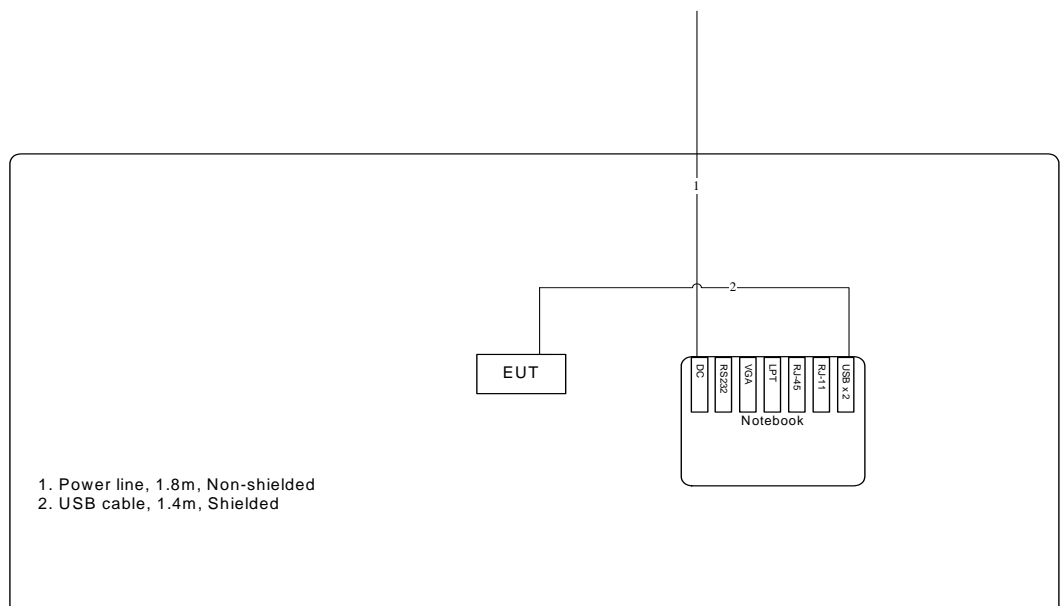 1
2
EUT
DC
RS232
VGA
LPT
RJ-45
RJ-11
USB x 2
Notebook
1. Power line, 1.8m, Non-shielded
2. USB cable, 1.4m, Shielded